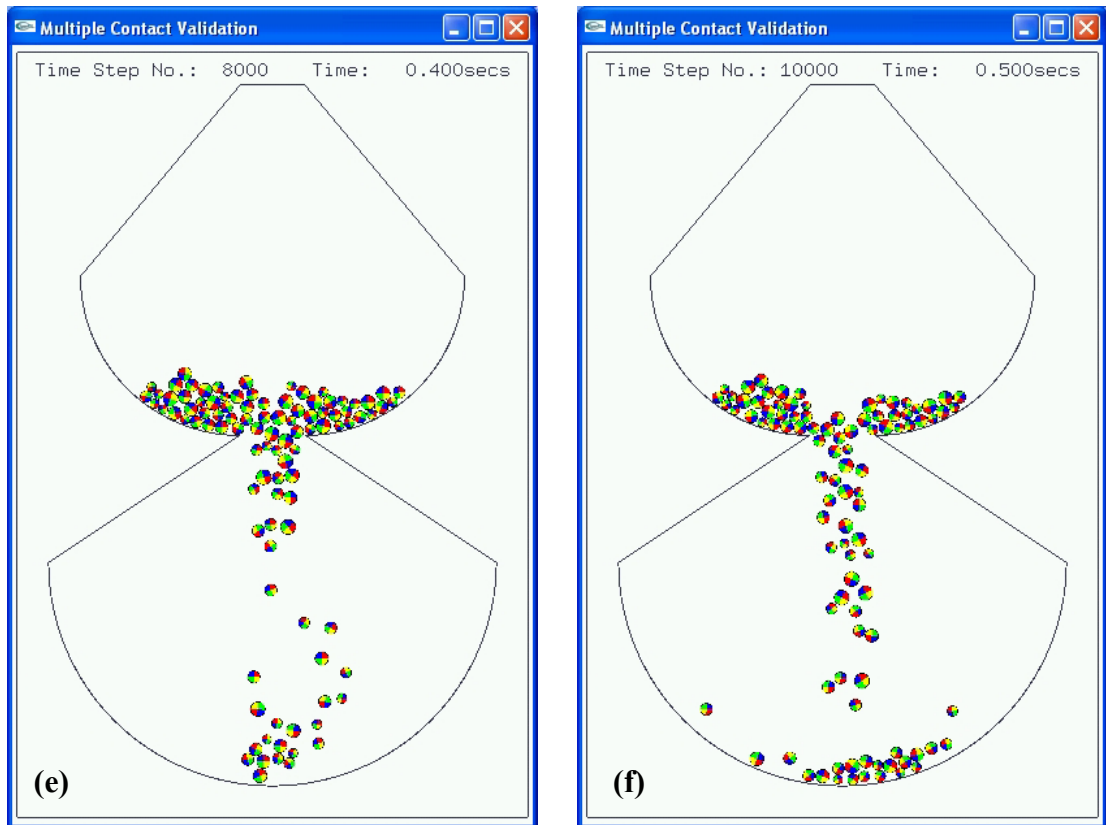 Multiple Contact Validation
Time Step No.: 8000 Time: 0.400secs
(e)
Multiple Contact Validation
Time Step No.: 10000 Time: 0.500secs
(f)